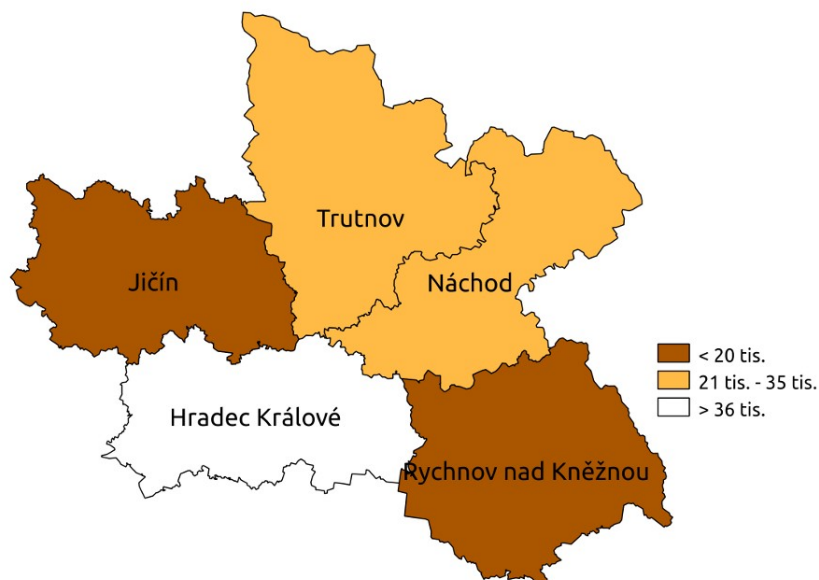 Trutnov
Jičín
Náchod
Hradec Králové
Rychnov nad Kněžnou
< 20 tis.
21 tis. - 35 tis.
> 36 tis.